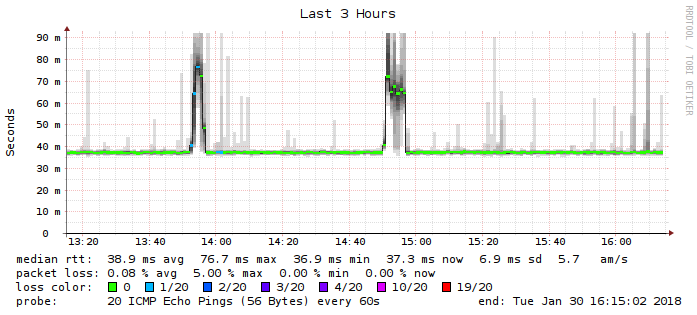 Last 3 Hours
RRDTOOL / TOBI OETIKER
Seconds
90 m
80 m
70 m
60 m
50 m
40 m
30 m
20 m
10 m
0
13:20 13:40 14:00 14:20 14:40 15:00 15:20 15:40 16:00
median rtt: 38.9 ms avg 76.7 ms max 36.9 ms min 37.3 ms now 6.9 ms sd 5.7 am/s
packet loss: 0.08 % avg 5.00 % max 0.00 % min 0.00 % now
loss color: 0 1/20 2/20 3/20 4/20 10/20 19/20
probe: 20 ICMP Echo Pings (56 Bytes) every 60s end: Tue Jan 30 16:15:02 2018